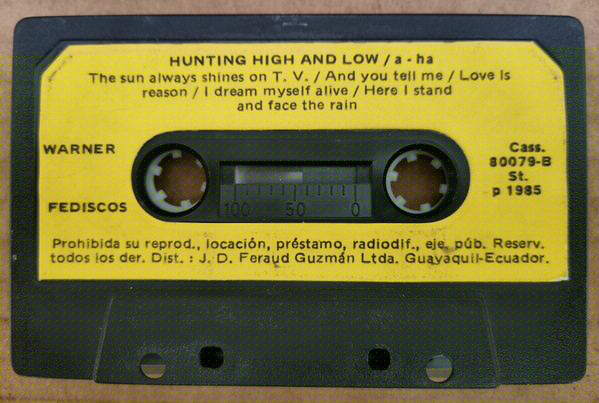 HUNTING HIGH AND LOW / a - ha
The sun always shines on T. V. / And you tell me / Love Is
reason / I dream myself alive / Here I stand
and face the rain
WARNER
Cass.
80079-B
St.
p 1985
FEDISCOS
100 50 0
Prohibida su reprod., locación, préstamo, radiodif., eje. púb. Reserv.
todos los der. Dist. : J. D. Feraud Guzmán Ltda. Guayaquil-Ecuador.